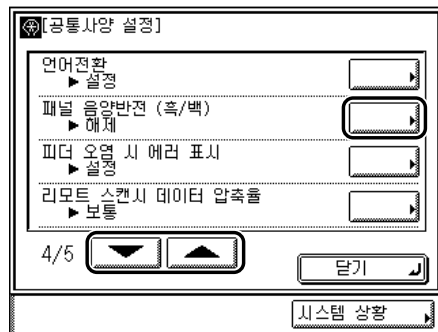 [공통사양 설정]
언어전환
▶ 설정
패널 음양반전 (흑/백)
▶ 해제
피더 오염 시 에러 표시
▶ 설정
리모트 스캔시 데이터 압축율
▶ 보통
4/5
닫기
시스템 상황